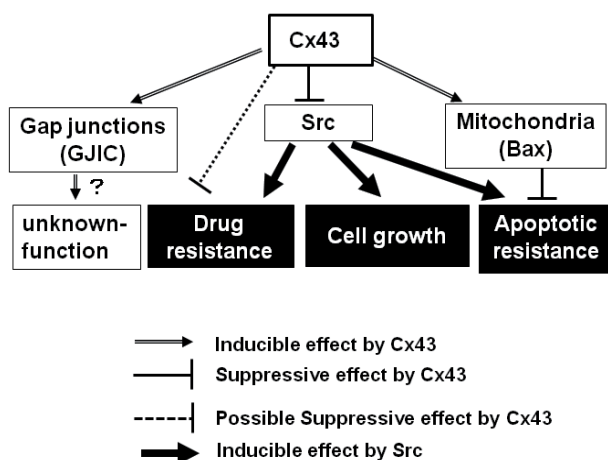 Cx43
Gap junctions
(GJIC)
Src
Mitochondria
(Bax)
?
unknown-
function
Drug
resistance
Cell growth
Apoptotic
resistance
Inducible effect by Cx43
Suppressive effect by Cx43
Possible Suppressive effect by Cx43
Inducible effect by Src